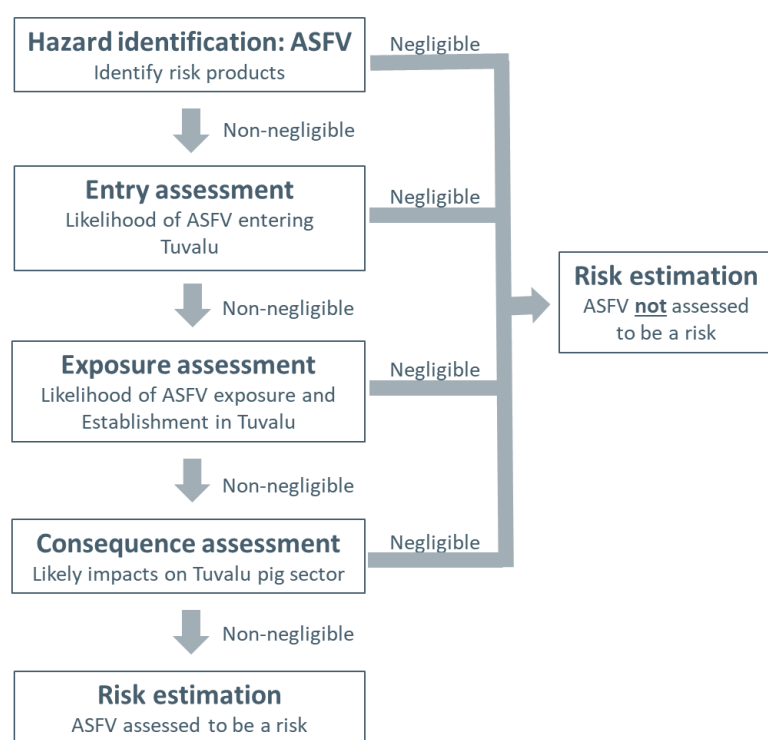 Hazard identification: ASFV
Identify risk products
Negligible
Non-negligible
Entry assessment
Likelihood of ASFV entering
Tuvalu
Negligible
Non-negligible
Risk estimation
ASFV not assessed
to be a risk
Exposure assessment
Likelihood of ASFV exposure and
Establishment in Tuvalu
Negligible
Non-negligible
Consequence assessment
Likely impacts on Tuvalu pig sector
Negligible
Non-negligible
Risk estimation
ASFV assessed to be a risk